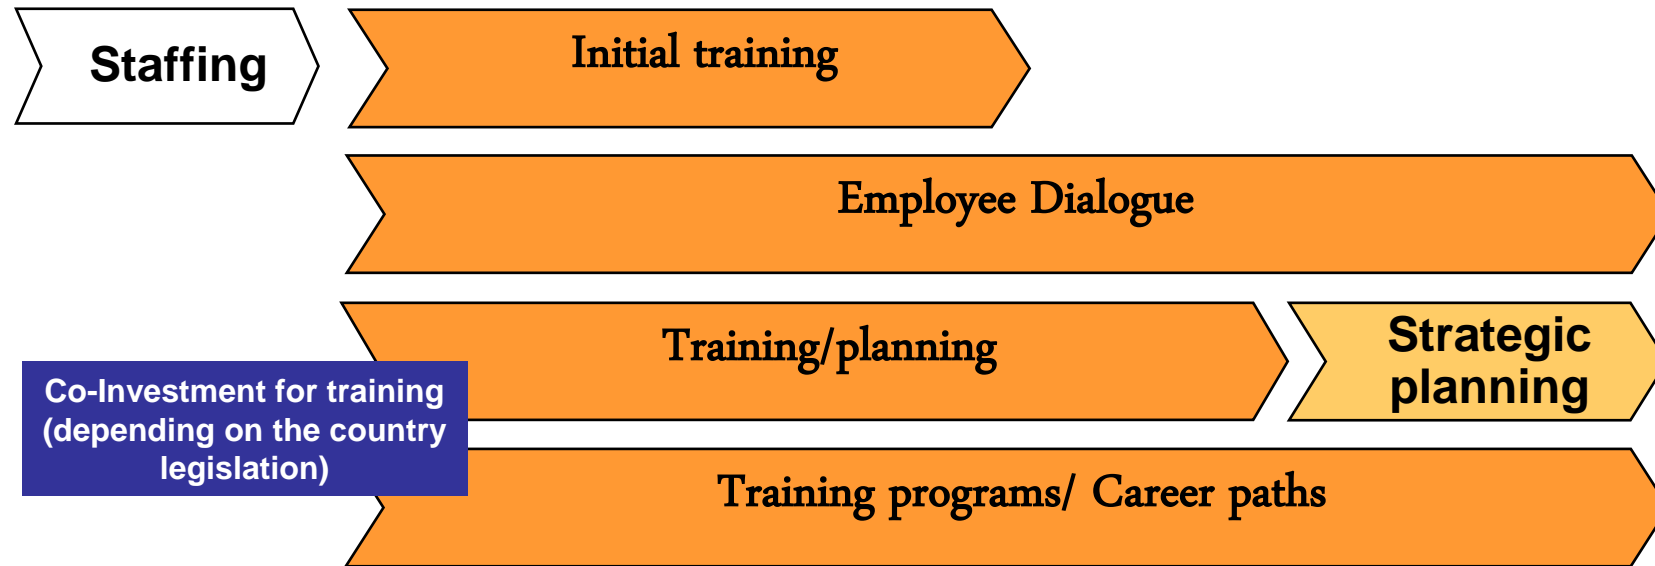 Staffing
Initial training
Employee Dialogue
Training/planning
Strategic
planning
Co-Investment for training
(depending on the country
legislation)
Training programs/ Career paths